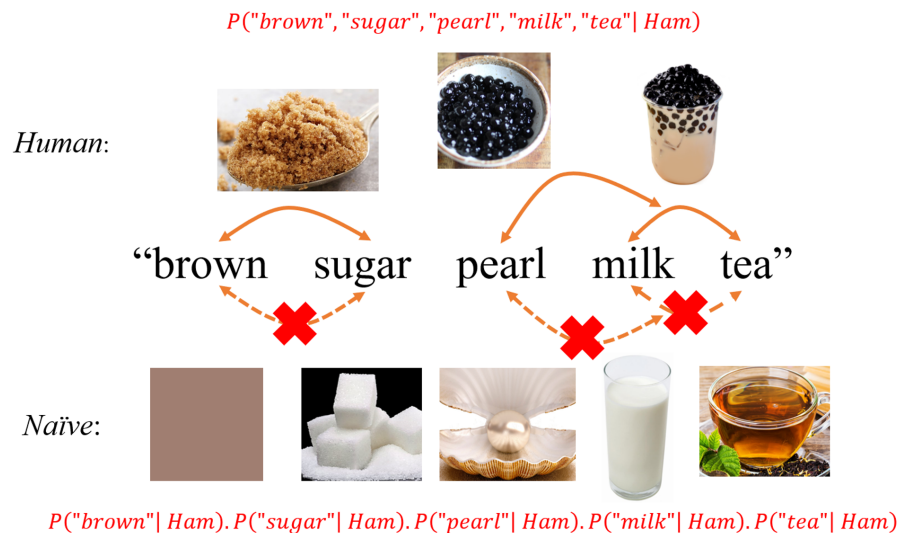 P("brown","sugar","pearl","milk","tea"| Ham)
Human:
“brown sugar pearl milk tea”
Naïve:
P("brown"| Ham).P("sugar"| Ham).P("pearl"| Ham).P("milk"| Ham).P("tea"| Ham)